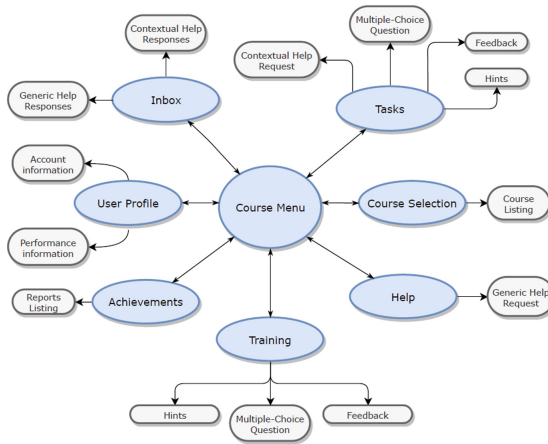 Contextual Help
Responses
Multiple-Choice
Question
Feedback
Contextual Help
Request
Hints
Generic Help
Responses
Inbox
Tasks
Account
information
User Profile
Course Menu
Course Selection
Course
Listing
Performance
information
Reports
Listing
Achievements
Help
Generic Help
Request
Training
Hints
Multiple-Choice
Question
Feedback